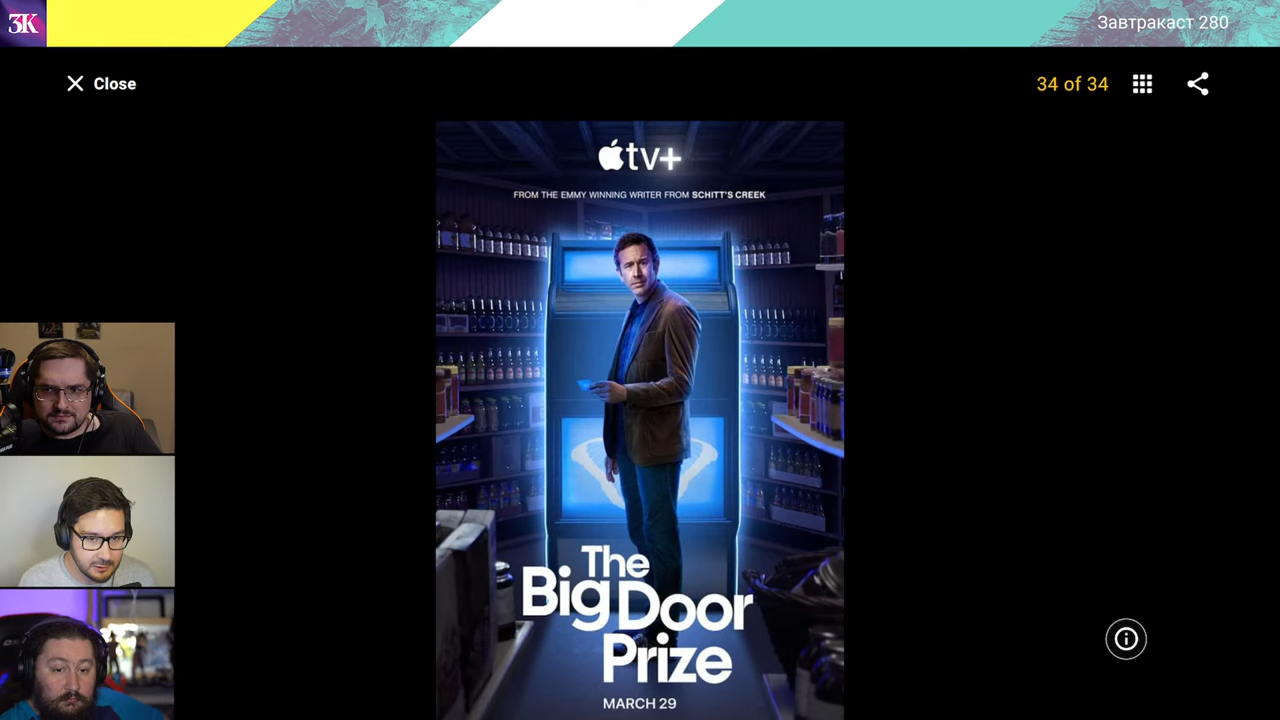 ЗК
Завтракаст 280
Close
34 of 34
tv+
FROM THE EMMY WINNING WRITER FROM SCHITT'S CREEK
The
Big Door
Prize
MARCH 29